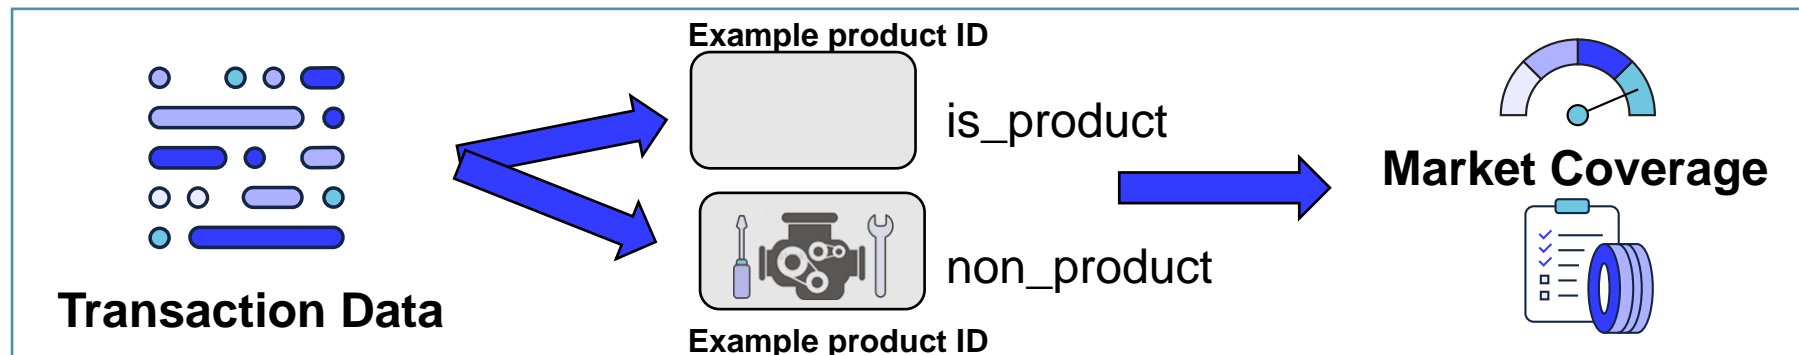 Example product ID
is_product
Transaction Data
non_product
Example product ID
Market Coverage